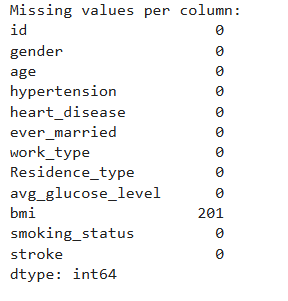 Missing values per column:
id 0
gender 0
age 0
hypertension 0
heart_disease 0
ever_married 0
work_type 0
Residence_type 0
avg_glucose_level 0
bmi 201
smoking_status 0
stroke 0
dtype: int64